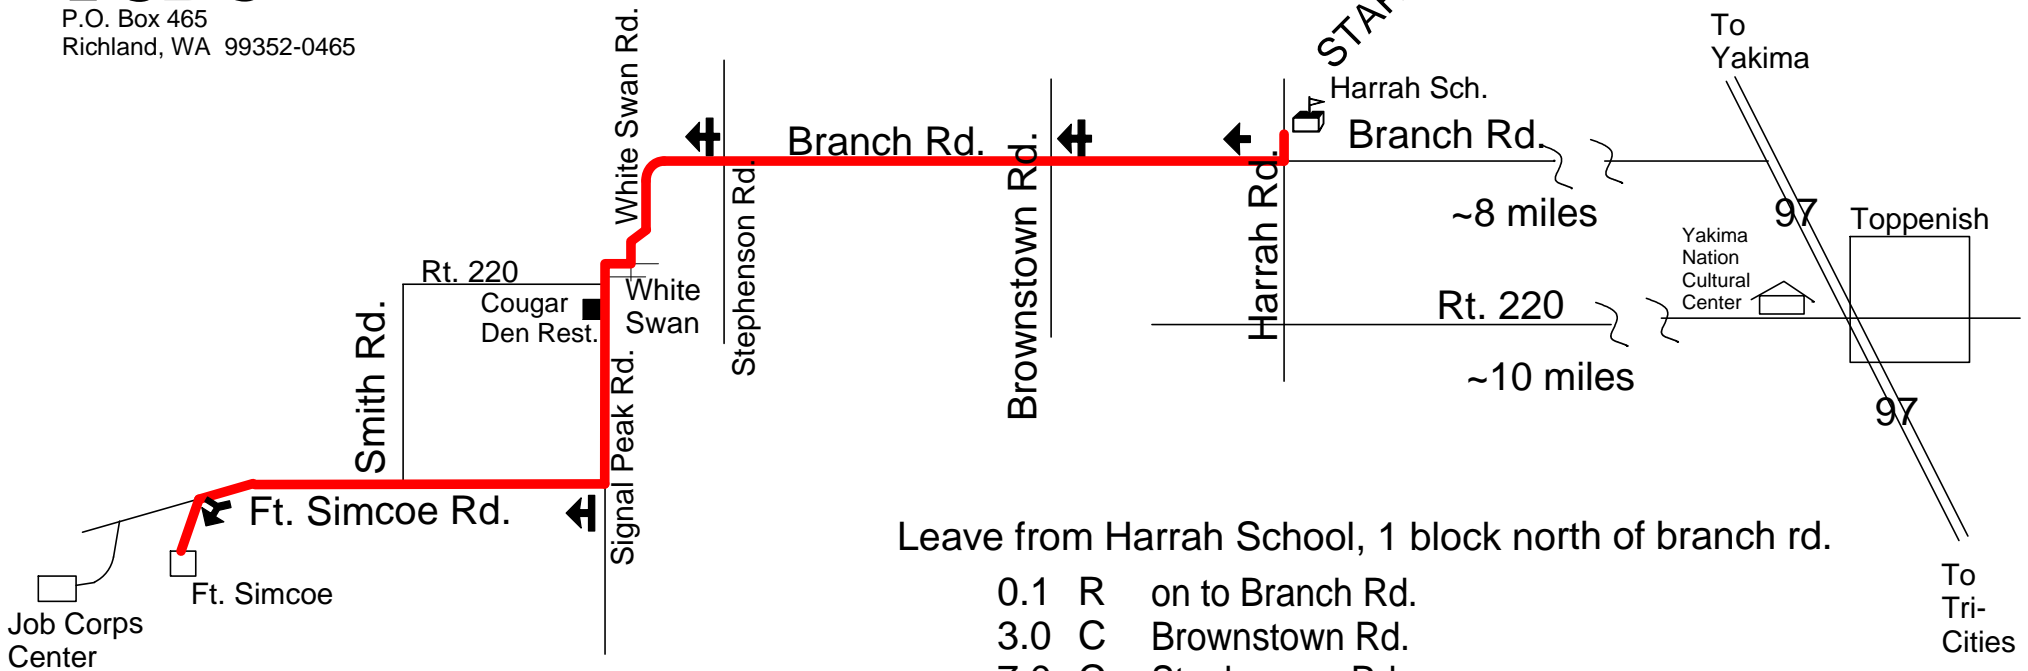 P.O. Box 465
Richland, WA  99352-0465
White Swan Rd.
To
Yakima
Harrah Sch.
Branch Rd.
Branch Rd.
Stephenson Rd.
Brownstown Rd.
Harrah Rd.
~8 miles
97
Toppenish
Yakima
Nation
Cultural
Center
Rt. 220
Cougar
Den Rest.
White
Swan
Rt. 220
~10 miles
Smith Rd.
Signal Peak Rd.
97
Ft. Simcoe Rd.
Ft. Simcoe
Job Corps
Center
To
Tri-
Cities
Leave from Harrah School, 1 block north of branch rd.
0.1 R on to Branch Rd.
3.0 C Brownstown Rd.